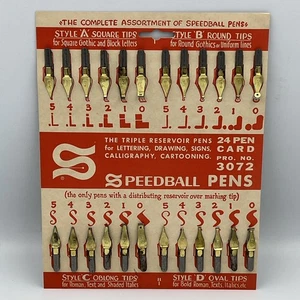 "THE COMPLETE ASSORTMENT OF SPEEDBALL PENS"
STYLE 'A' SQUARE TIPS
for Square Gothic and Block Letters
STYLE 'B' ROUND TIPS
for Round Gothics or Uniform lines
5 4 3 2 1 0 5 4 3 2 1 0
THE TRIPLE RESERVOIR PENS
for LETTERING, DRAWING, SIGNS,
CALLIGRAPHY, CARTOONING.
24 PEN
CARD
PRO. NO.
3072
SPEEDBALL PENS
(the only pens with a distributing reservoir over marking tip)
5 4 3 2 1 0 5 4 3 2 1 0
STYLE 'C' OBLONG TIPS
for Roman, Text and Shaded Italics
STYLE 'D' OVAL TIPS
for Bold Roman, Texts, Italics, etc.